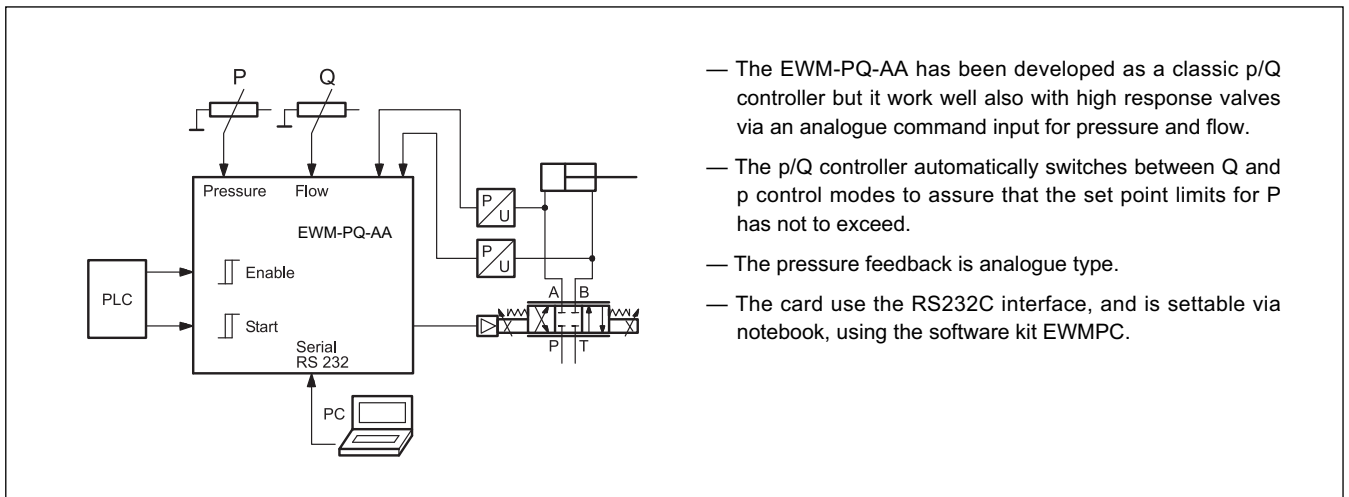 P
Q
Pressure
Flow
EWM-PQ-AA
P
U
P
U
PLC
Enable
Start
A
B
P
T
Serial
RS 232
PC
— The EWM-PQ-AA has been developed as a classic p/Q
controller but it work well also with high response valves
via an analogue command input for pressure and flow.
— The p/Q controller automatically switches between Q and
p control modes to assure that the set point limits for P
has not to exceed.
— The pressure feedback is analogue type.
— The card use the RS232C interface, and is settable via
notebook, using the software kit EWMPC.